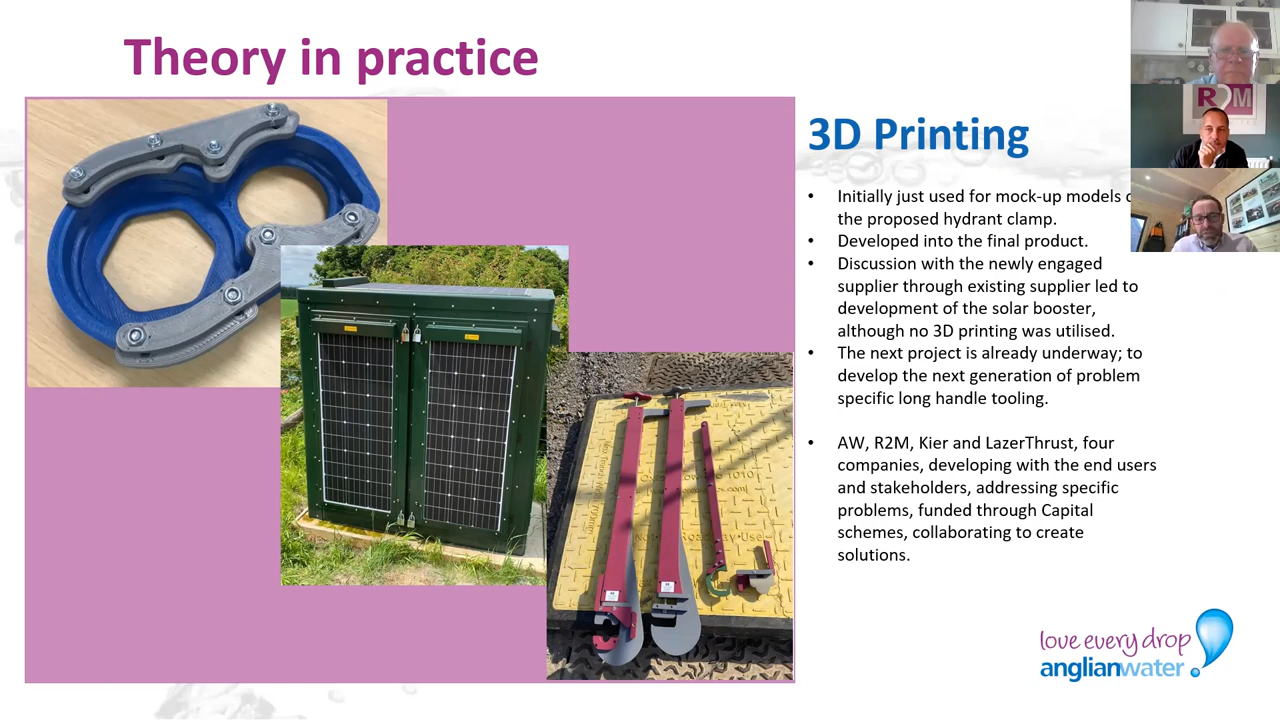 Theory in practice
3D Printing
• Initially just used for mock-up models
the proposed hydrant clamp.
• Developed into the final product.
• Discussion with the newly engaged
supplier through existing supplier led to
development of the solar booster,
although no 3D printing was utilised.
• The next project is already underway; to
develop the next generation of problem
specific long handle tooling.
• AW, R2M, Kier and LazerThrust, four
companies, developing with the end users
and stakeholders, addressing specific
problems, funded through Capital
schemes, collaborating to create
solutions.
love every drop
anglianwater
R2M